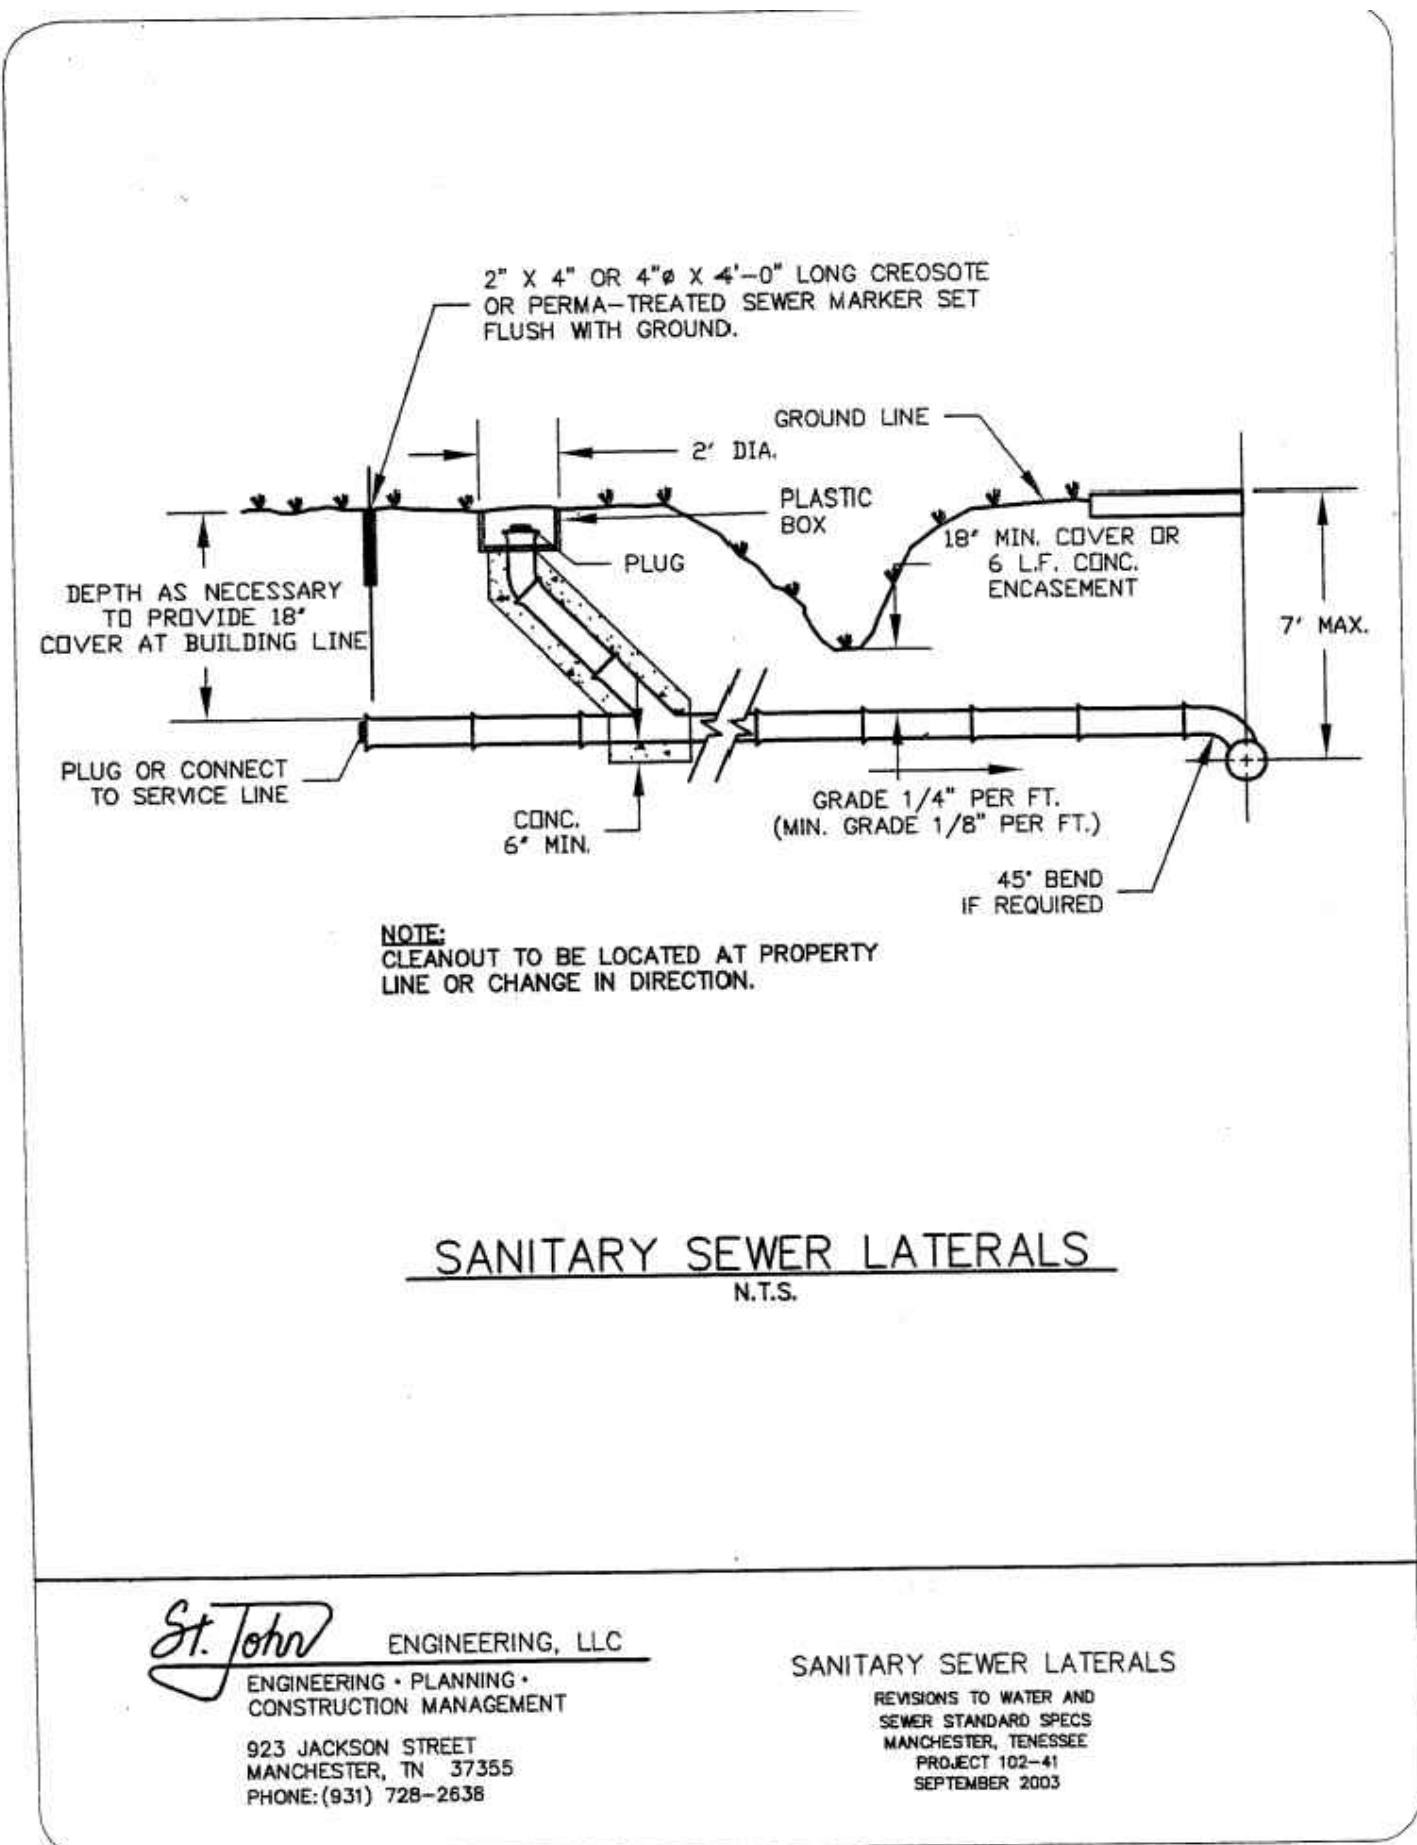 2" X 4" OR 4"ø X 4'-0" LONG CREOSOTE
OR PERMA-TREATED SEWER MARKER SET
FLUSH WITH GROUND.
GROUND LINE
2' DIA.
PLASTIC
BOX
PLUG
18" MIN. COVER OR
6 L.F. CONC.
ENCASEMENT
DEPTH AS NECESSARY
TO PROVIDE 18"
COVER AT BUILDING LINE
7' MAX.
PLUG OR CONNECT
TO SERVICE LINE
CONC.
6" MIN.
GRADE 1/4" PER FT.
(MIN. GRADE 1/8" PER FT.)
45° BEND
IF REQUIRED
NOTE:
CLEANOUT TO BE LOCATED AT PROPERTY
LINE OR CHANGE IN DIRECTION.
SANITARY SEWER LATERALS
N.T.S.
St. John ENGINEERING, LLC
ENGINEERING · PLANNING ·
CONSTRUCTION MANAGEMENT
923 JACKSON STREET
MANCHESTER, TN 37355
PHONE:(931) 728-2638
SANITARY SEWER LATERALS
REVISIONS TO WATER AND
SEWER STANDARD SPECS
MANCHESTER, TENESSEE
PROJECT 102-41
SEPTEMBER 2003